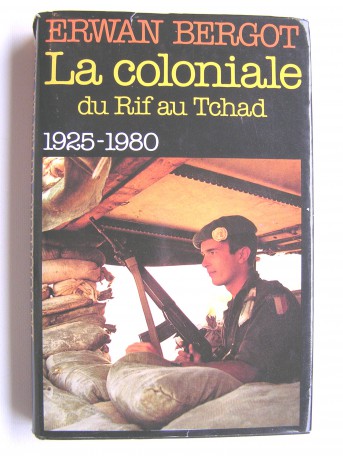 ERWAN BERGOT
La coloniale
du Rif au Tchad
1925-1980